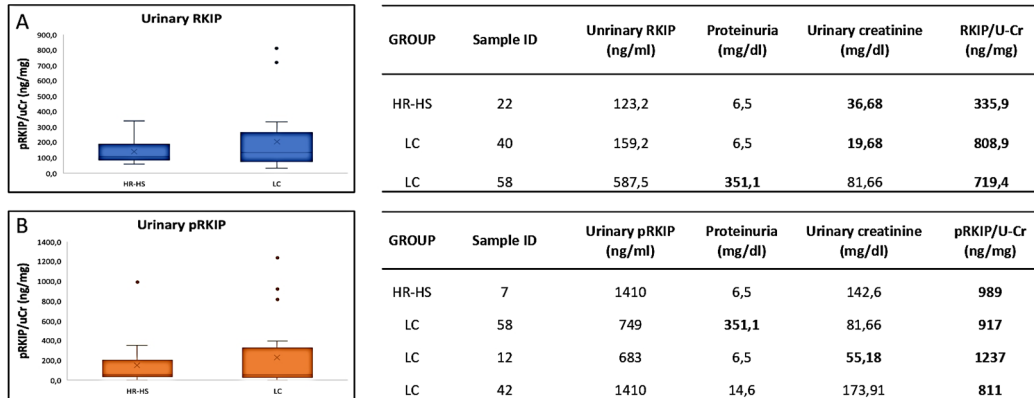 A
Urinary RKIP
pRKIP/uCr (ng/mg)
900,0
800,0
700,0
600,0
500,0
400,0
300,0
200,0
100,0
0,0
HR-HS LC
GROUP Sample ID Unrinary RKIP (ng/ml) Proteinuria (mg/dl) Urinary creatinine (mg/dl) RKIP/U-Cr (ng/mg)
HR-HS 22 123,2 6,5 36,68 335,9
LC 40 159,2 6,5 19,68 808,9
LC 58 587,5 351,1 81,66 719,4
B
Urinary pRKIP
pRKIP/uCr (ng/mg)
1400,0
1200,0
1000,0
800,0
600,0
400,0
200,0
0,0
HR-HS LC
GROUP Sample ID Urinary pRKIP (ng/ml) Proteinuria (mg/dl) Urinary creatinine (mg/dl) pRKIP/U-Cr (ng/mg)
HR-HS 7 1410 6,5 142,6 989
LC 58 749 351,1 81,66 917
LC 12 683 6,5 55,18 1237
LC 42 1410 14,6 173,91 811